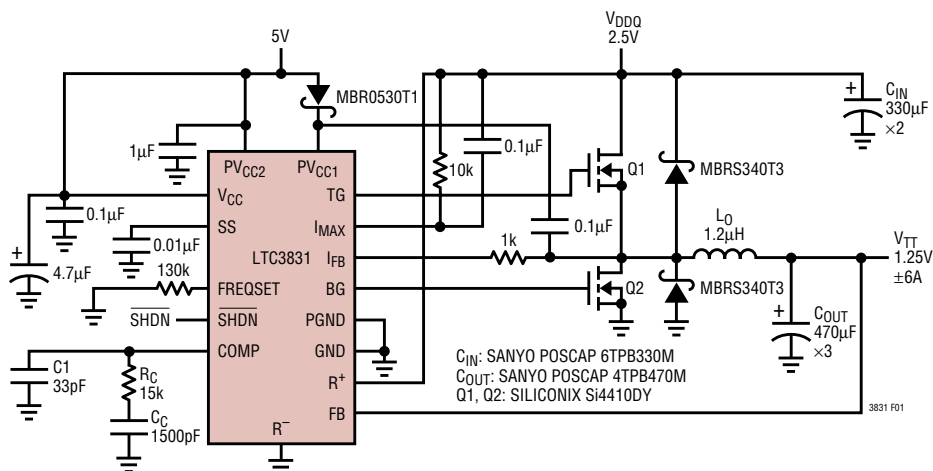 5V
V_DDQ
2.5V
MBR0530T1
+
C_IN
330µF
×2
1µF
PV_CC2
PV_CC1
0.1µF
10k
Q1
MBRS340T3
V_CC
TG
0.1µF
SS
I_MAX
0.1µF
L_O
1.2µH
0.01µF
LTC3831
I_FB
1k
V_TT
1.25V
±6A
+
4.7µF
130k
FREQSET
BG
Q2
MBRS340T3
SHDN
SHDN
PGND
+
C_OUT
470µF
×3
COMP
GND
C1
33pF
R_C
15k
R+
C_IN: SANYO POSCAP 6TPB330M
C_OUT: SANYO POSCAP 4TPB470M
Q1, Q2: SILICONIX Si4410DY
C_C
1500pF
R−
FB
3831 F01